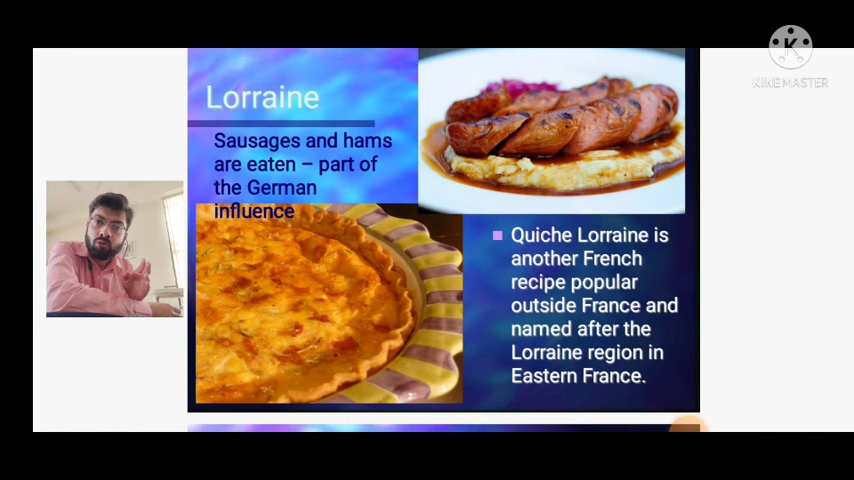 KINEMASTER
Lorraine
Sausages and hams
are eaten – part of
the German
influence
Quiche Lorraine is
another French
recipe popular
outside France and
named after the
Lorraine region in
Eastern France.